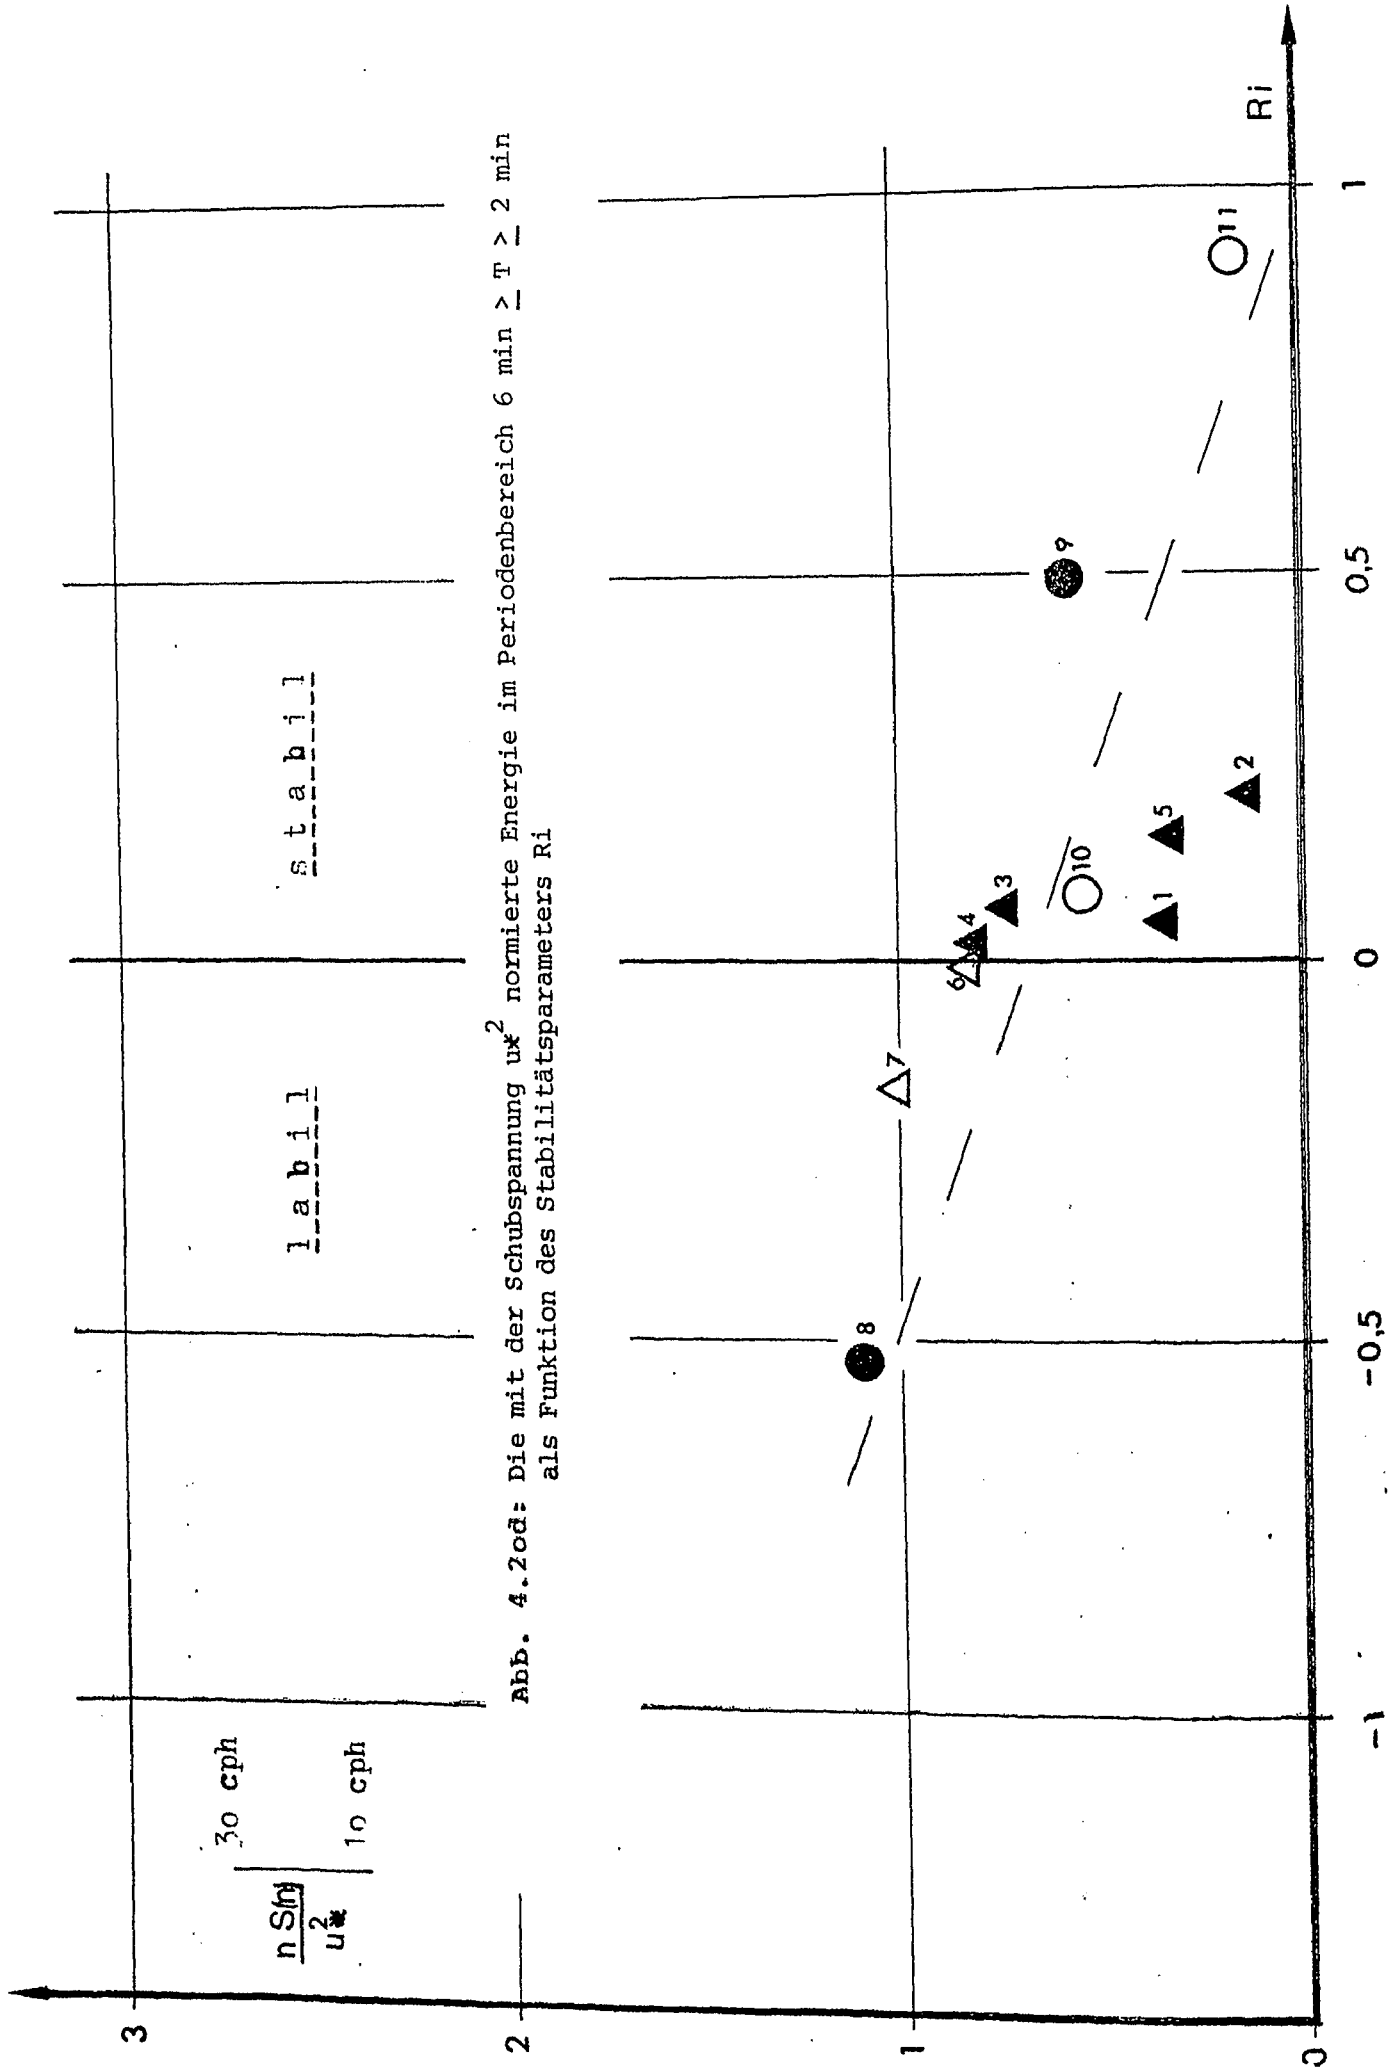 3
2
1
0
n S(n)
u*²
30 cph
10 cph
labil
stabil
Abb. 4.20d: Die mit der Schubspannung u*² normierte Energie im Periodenbereich 6 min ≥ T ≥ 2 min
als Funktion des Stabilitätsparameters Ri
8
7
6
4
3
10
1
5
2
9
11
Ri
-1
-0,5
0
0,5
1